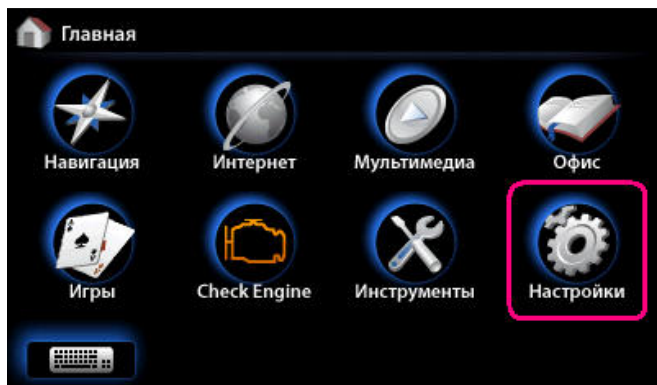 Главная
Навигация Интернет Мультимедиа Офис
Игры Check Engine Инструменты Настройки